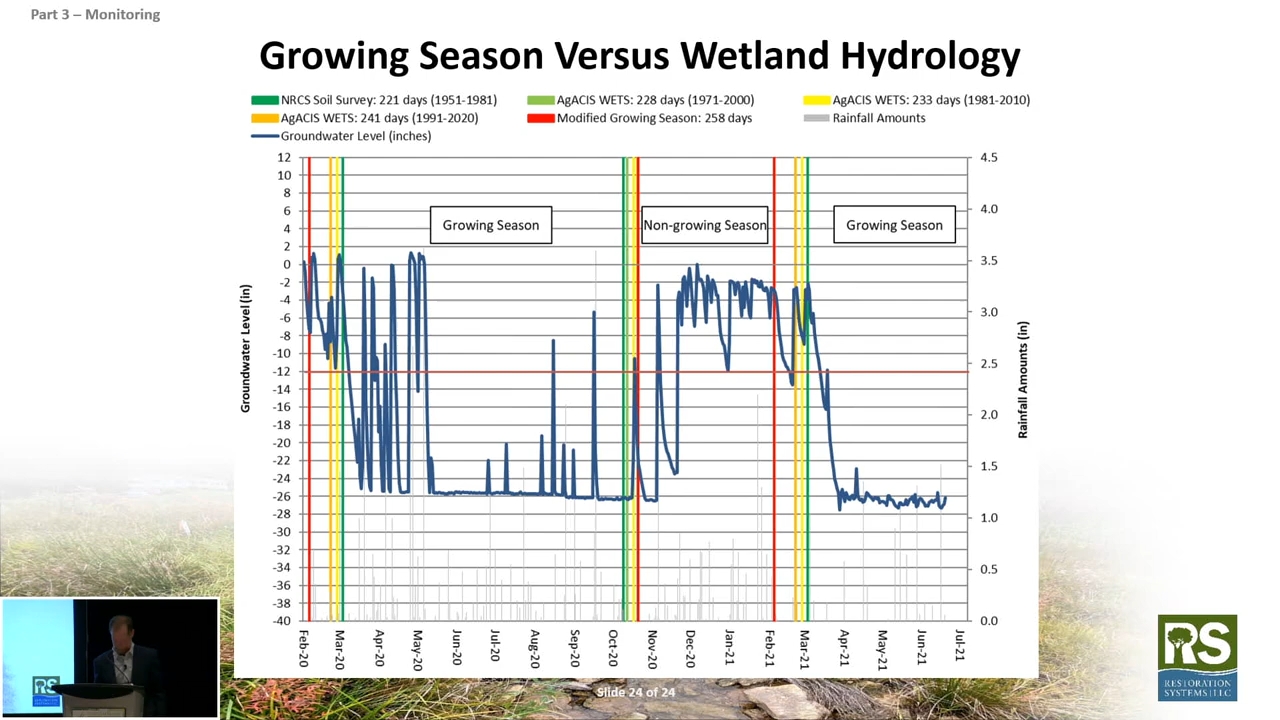 Part 3 – Monitoring
Growing Season Versus Wetland Hydrology
NRCS Soil Survey: 221 days (1951-1981)
AgACIS WETS: 228 days (1971-2000)
AgACIS WETS: 233 days (1981-2010)
AgACIS WETS: 241 days (1991-2020)
Modified Growing Season: 258 days
Rainfall Amounts
Groundwater Level (inches)
Growing Season
Non-growing Season
Growing Season
Groundwater Level (in)
12
10
8
6
4
2
0
-2
-4
-6
-8
-10
-12
-14
-16
-18
-20
-22
-24
-26
-28
-30
-32
-34
-36
-38
-40
4.5
4.0
3.5
3.0
2.5
2.0
1.5
1.0
0.5
0.0
Rainfall Amounts (in)
Feb-20
Mar-20
Apr-20
May-20
Jun-20
Jul-20
Aug-20
Sep-20
Oct-20
Nov-20
Dec-20
Jan-21
Feb-21
Mar-21
Apr-21
May-21
Jun-21
Jul-21
Slide 24 of 24
RS
RESTORATION
SYSTEMS | LLC
RS